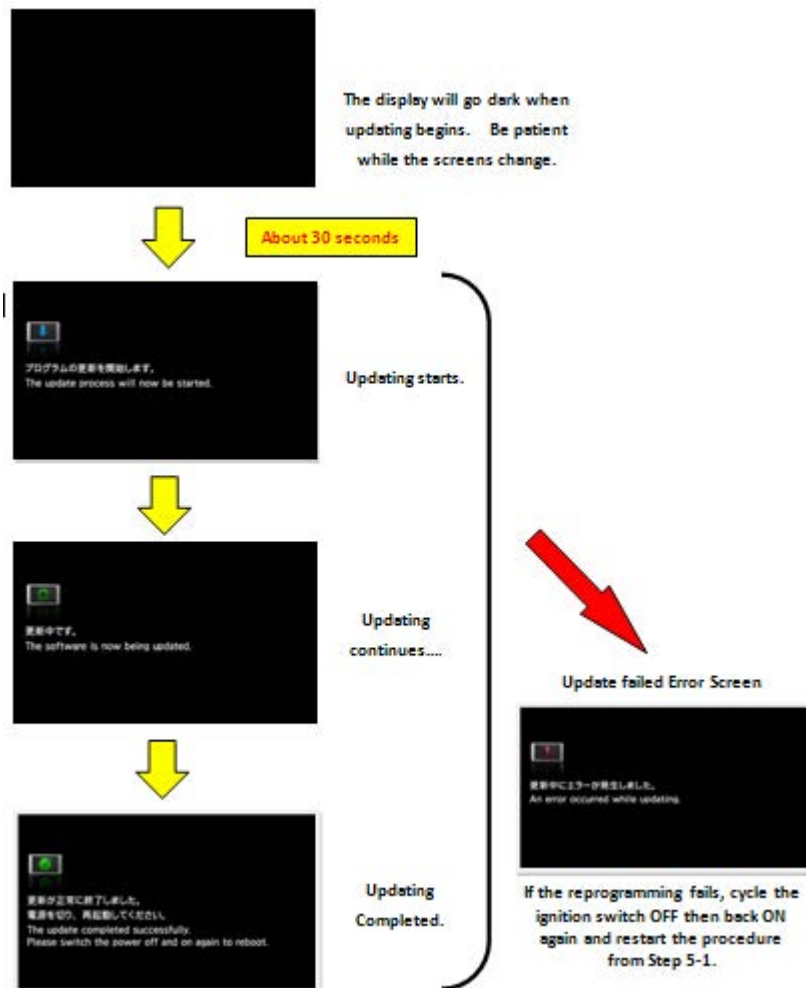 The display will go dark when
updating begins. Be patient
while the screens change.
About 30 seconds
プログラムの更新を開始します。
The update process will now be started.
Updating starts.
更新中です。
The software is now being updated.
Updating
continues....
Update failed Error Screen
更新中にエラーが発生しました。
An error occurred while updating.
If the reprogramming fails, cycle the
ignition switch OFF then back ON
again and restart the procedure
from Step 5-1.
更新が正常に終了しました。
電源を切り、再起動してください。
The update completed successfully.
Please switch the power off and on again to reboot.
Updating
Completed.